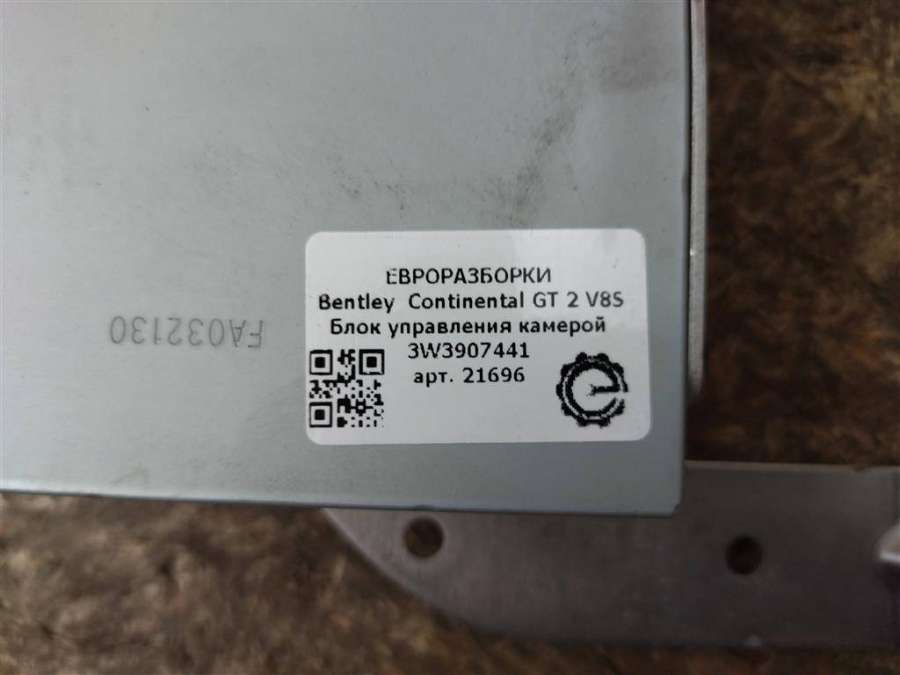 ЕВРОРАЗБОРКИ
Bentley Continental GT 2 V8S
Блок управления камерой
3W3907441
арт. 21696
FA032130